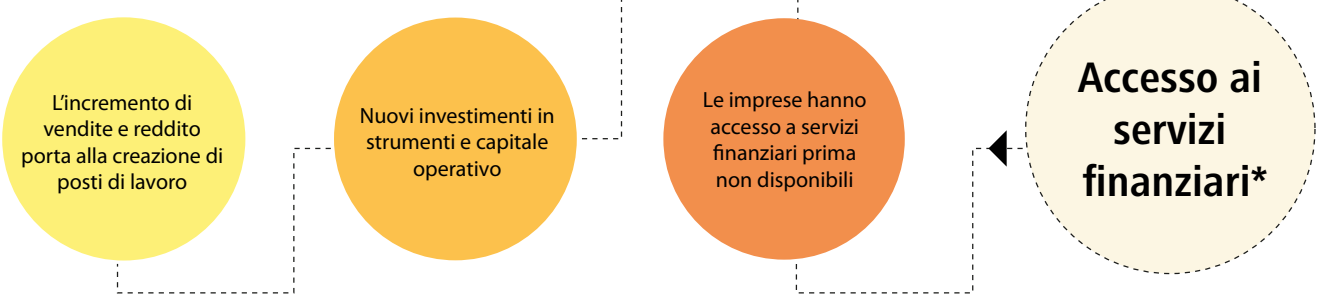 L'incremento di
vendite e reddito
porta alla creazione di
posti di lavoro
Nuovi investimenti in
strumenti e capitale
operativo
Le imprese hanno
accesso a servizi
finanziari prima
non disponibili
Accesso ai
servizi
finanziari*